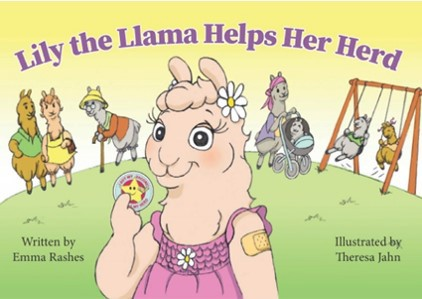 Lily the Llama Helps Her Herd
Written by
Emma Rashes
Illustrated by
Theresa Jahn